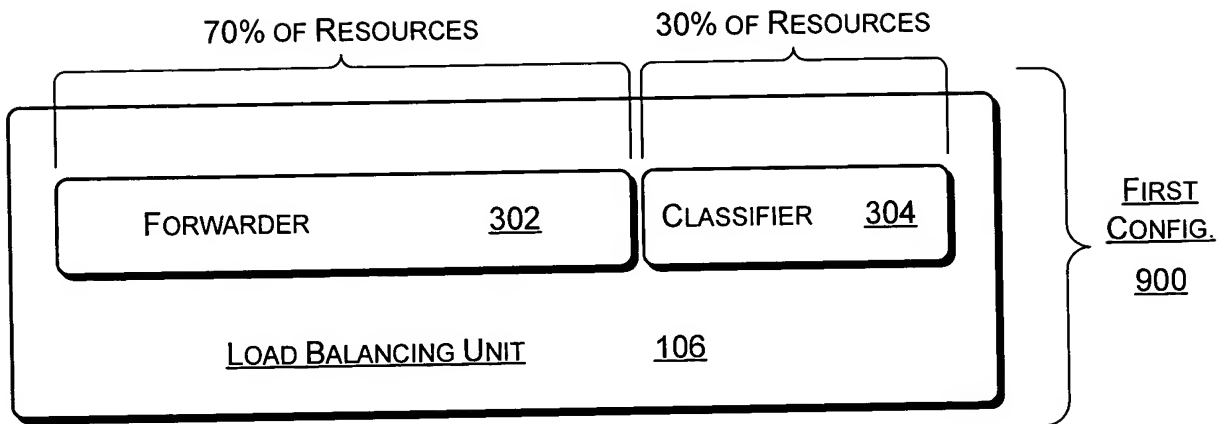 70% OF RESOURCES 30% OF RESOURCES
FORWARDER 302 CLASSIFIER 304
FIRST
CONFIG.
900
LOAD BALANCING UNIT 106